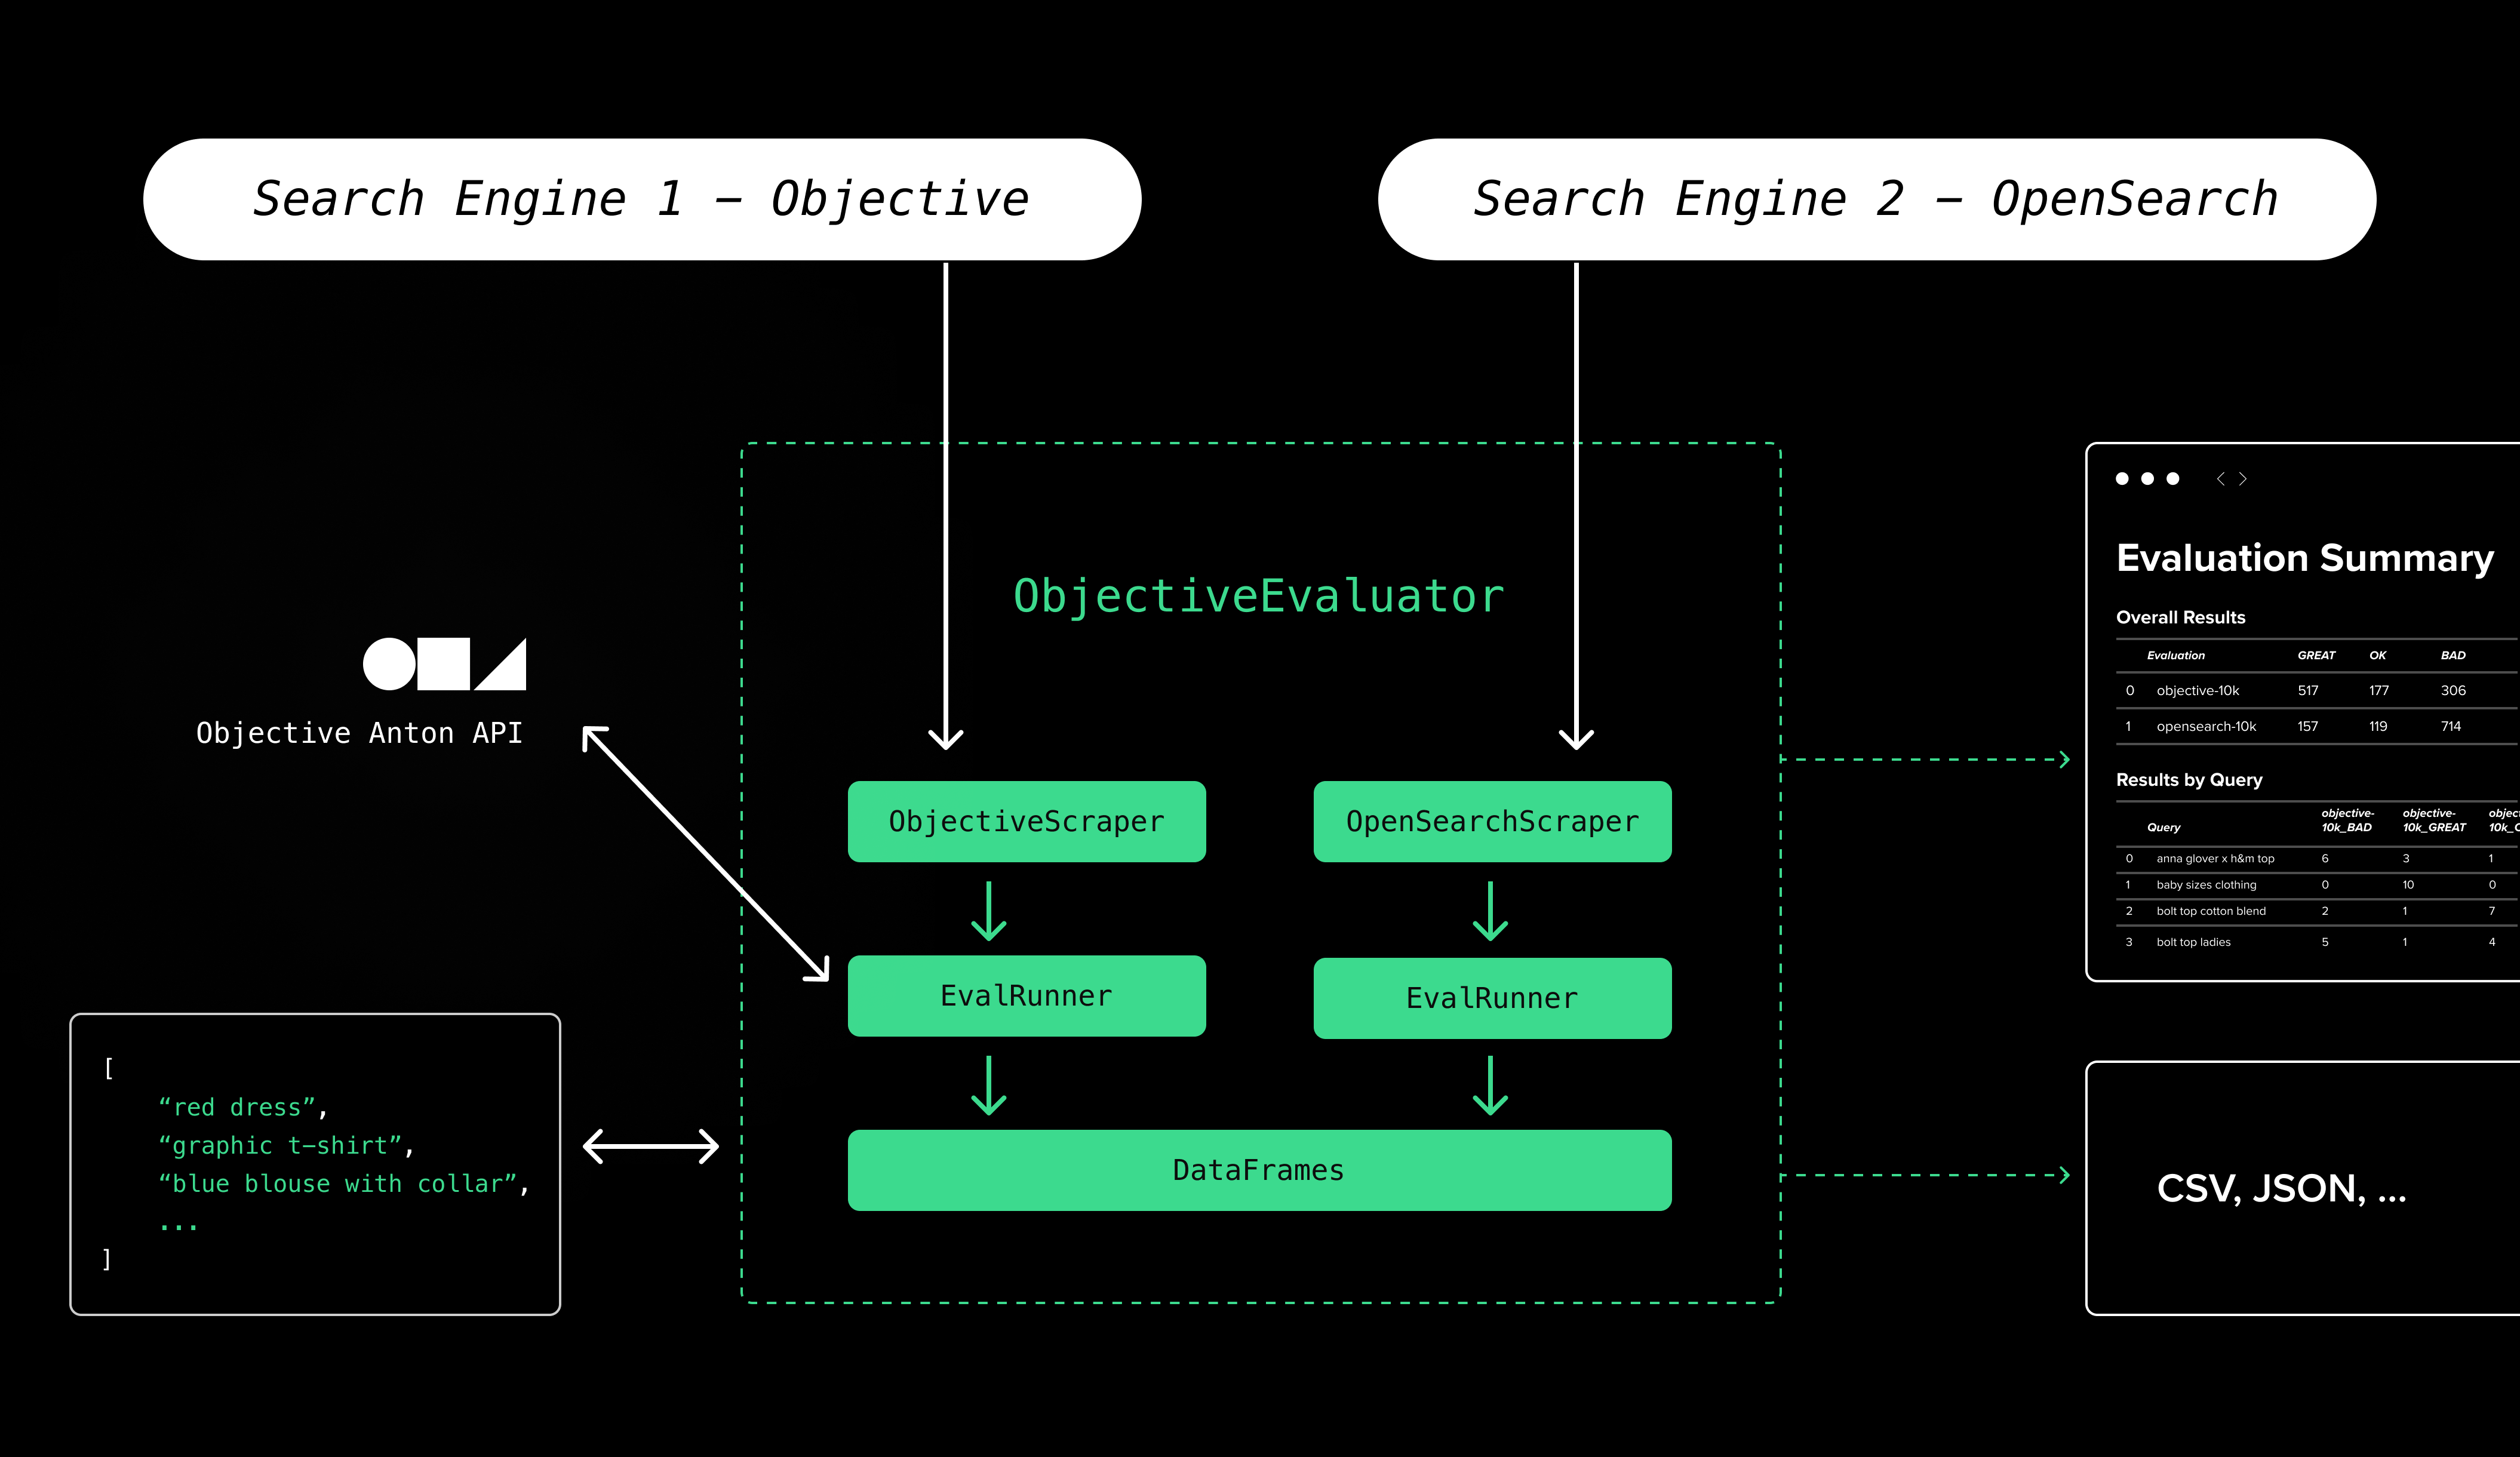 Search Engine 1 – Objective
Search Engine 2 – OpenSearch
ObjectiveEvaluator
Objective Anton API
ObjectiveScraper
OpenSearchScraper
EvalRunner
EvalRunner
DataFrames
[
“red dress”,
“graphic t–shirt”,
“blue blouse with collar”,
...
]
Evaluation Summary
Overall Results
Evaluation GREAT OK BAD
0 objective-10k 517 177 306
1 opensearch-10k 157 119 714
Results by Query
Query objective-10k_BAD objective-10k_GREAT
0 anna glover x h&m top 6 3 1
1 baby sizes clothing 0 10 0
2 bolt top cotton blend 2 1 7
3 bolt top ladies 5 1 4
CSV, JSON, ...